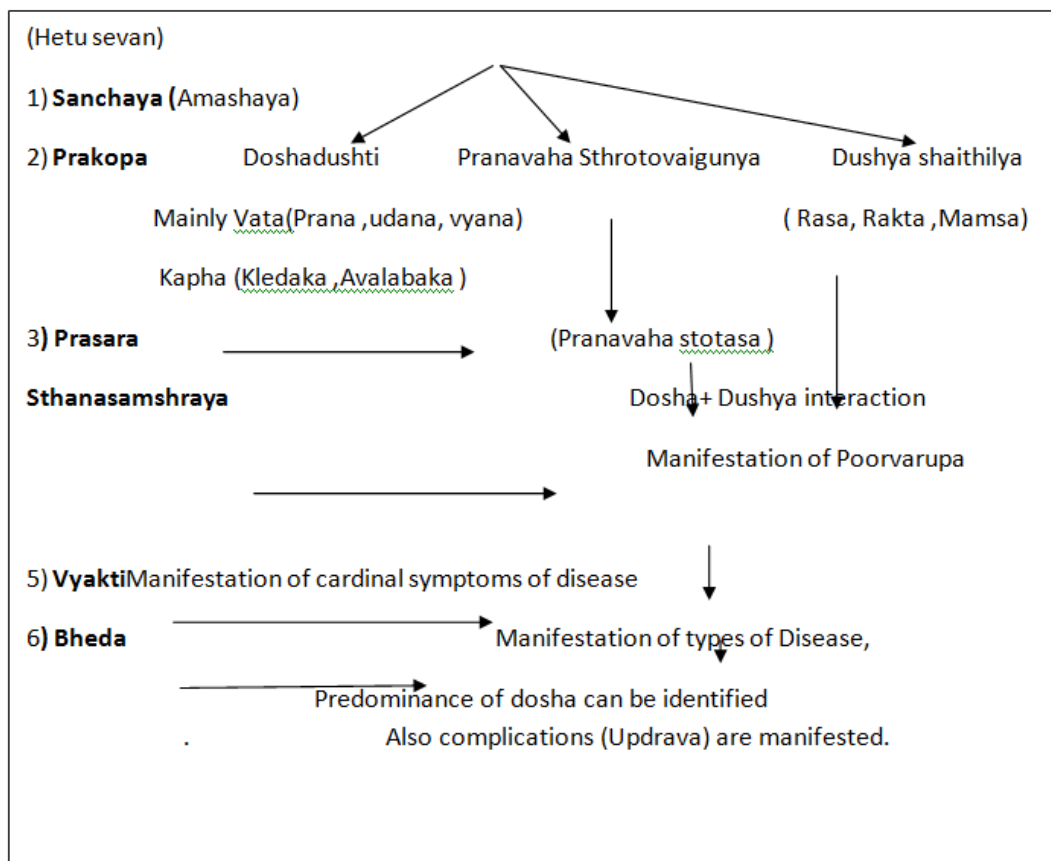 (Hetu sevan)
1) Sanchaya (Amashaya)
2) Prakopa Doshadushti Pranavaha Sthrotovaigunya Dushya shaithilya
Mainly Vata(Prana ,udana, vyana) ( Rasa, Rakta ,Mamsa)
Kapha (Kledaka ,Avalabaka )
3) Prasara (Pranavaha stotasa )
Sthanasamshraya Dosha+ Dushya interaction
Manifestation of Poorvarupa
5) VyaktiManifestation of cardinal symptoms of disease
6) Bheda Manifestation of types of Disease,
Predominance of dosha can be identified
. Also complications (Updrava) are manifested.